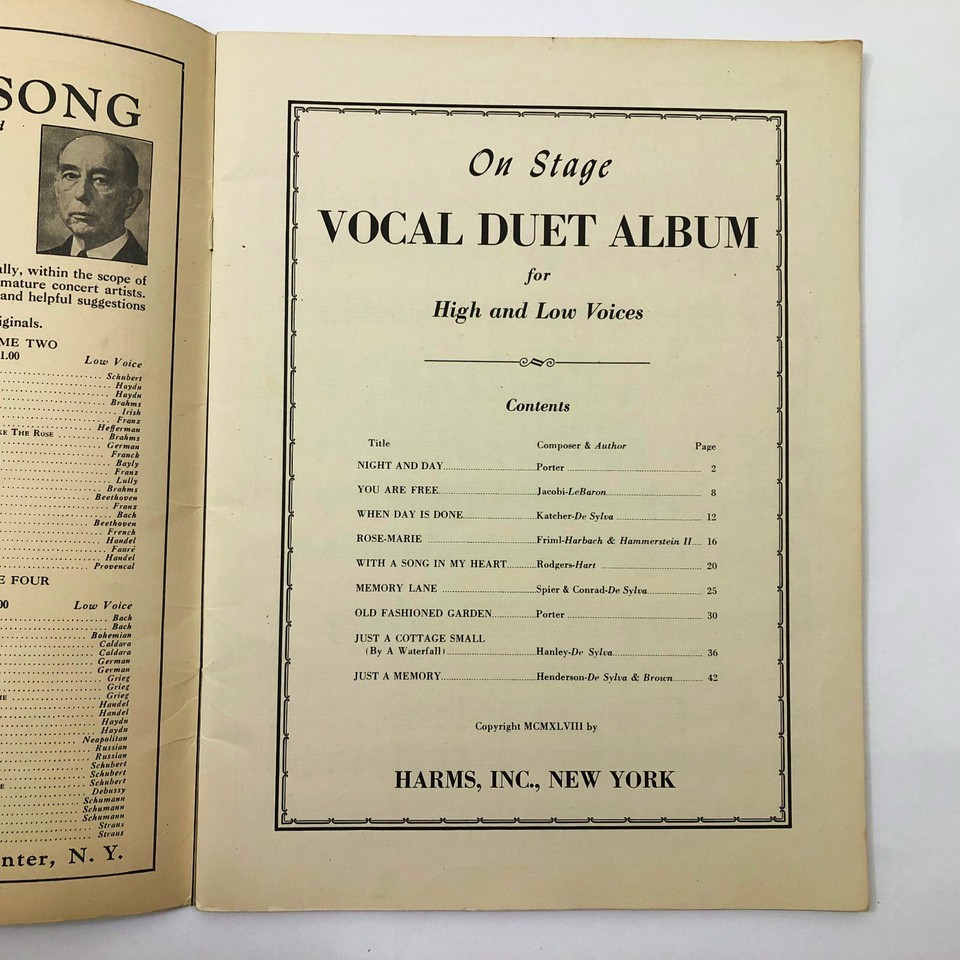 SONG
ully, within the scope of
mature concert artists.
and helpful suggestions
iginals.
ME TWO
1.00 Low Voice
Schubert
Haydn
Haydn
Brahms
Irish
Franz
Hefferman
KE THE ROSE Brahms
German
Franck
Bayly
Franz
Lully
Brahms
Beethoven
Franz
Bach
Beethoven
French
Handel
Fauré
Handel
Provencal
E FOUR
00 Low Voice
Bach
Bach
Bohemian
Caldara
Caldara
German
German
Grieg
Grieg
ME Grieg
Handel
Handel
Haydn
Haydn
Neapolitan
Russian
Russian
Schubert
Schubert
Schubert
Debussy
Schumann
Schumann
Schumann
Straus
Straus
nter, N. Y.
On Stage
VOCAL DUET ALBUM
for
High and Low Voices
Contents
Title Composer & Author Page
NIGHT AND DAY Porter 2
YOU ARE FREE Jacobi-LeBaron 8
WHEN DAY IS DONE Katcher-De Sylva 12
ROSE-MARIE Friml-Harbach & Hammerstein II 16
WITH A SONG IN MY HEART Rodgers-Hart 20
MEMORY LANE Spier & Conrad-De Sylva 25
OLD FASHIONED GARDEN Porter 30
JUST A COTTAGE SMALL
(By A Waterfall) Hanley-De Sylva 36
JUST A MEMORY Henderson-De Sylva & Brown 42
Copyright MCMXLVIII by
HARMS, INC., NEW YORK